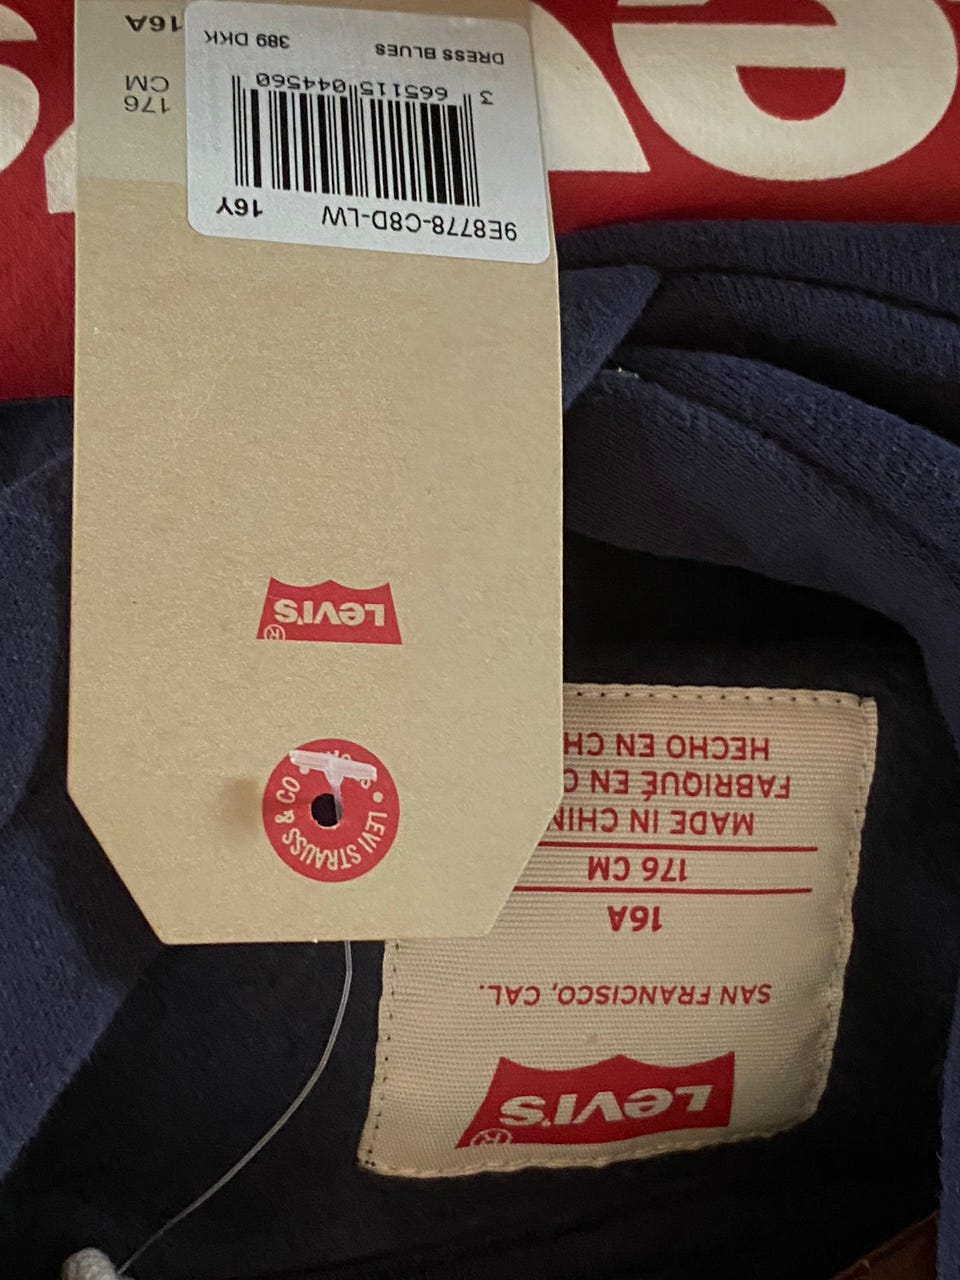 LEVI'S®
SAN FRANCISCO, CAL.
16A
176 CM
MADE IN CHIN
FABRIQUÉ EN C
HECHO EN CH
LEVI STRAUSS & CO
LEVI'S®
9E8778-C8D-LW 16Y
3 665115 044560
DRESS BLUES 389 DKK
176
CM
16A